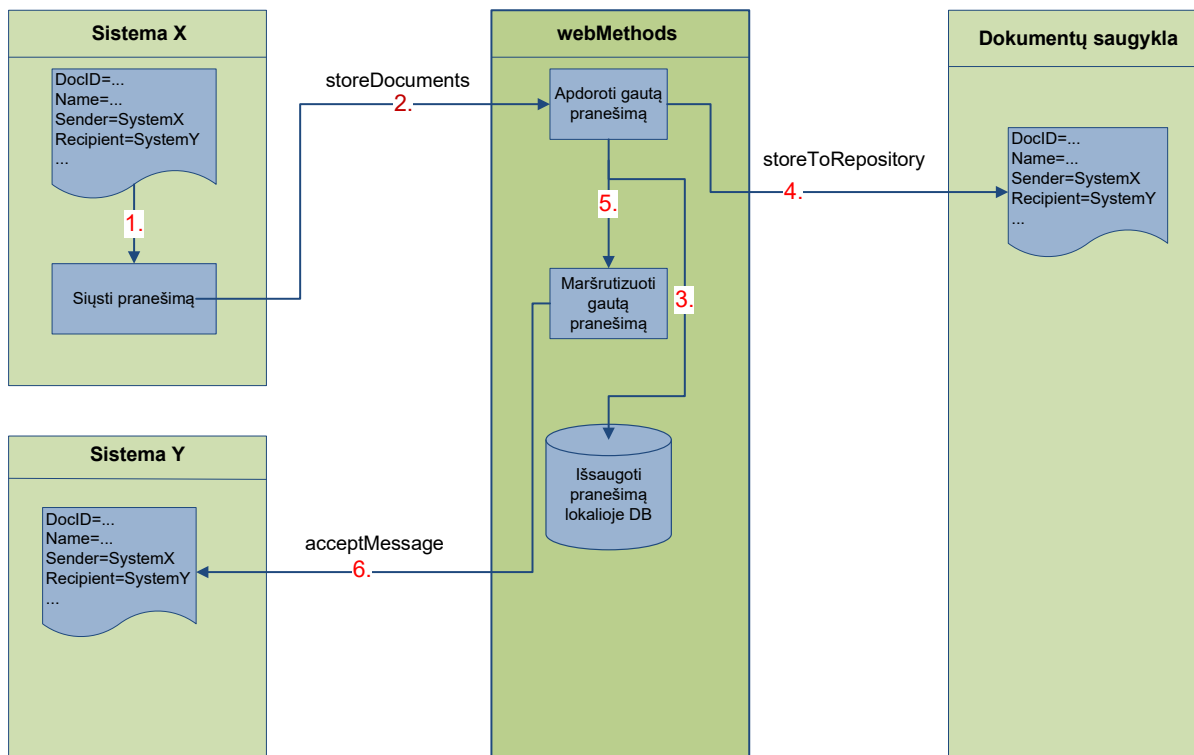 Sistema X
DocID=...
Name=...
Sender=SystemX
Recipient=SystemY
...
1.
Siųsti pranešimą
storeDocuments
2.
webMethods
Apdoroti gautą
pranešimą
5.
Maršrutizuoti
gautą
pranešimą
3.
Išsaugoti
pranešimą
lokalioje DB
storeToRepository
4.
Dokumentų saugykla
DocID=...
Name=...
Sender=SystemX
Recipient=SystemY
...
Sistema Y
DocID=...
Name=...
Sender=SystemX
Recipient=SystemY
...
acceptMessage
6.